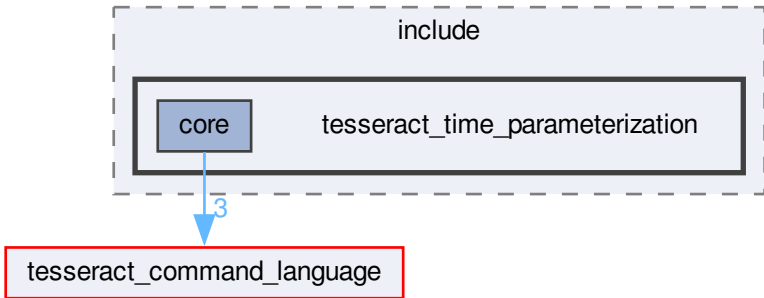 include
core
tesseract_time_parameterization
3
tesseract_command_language